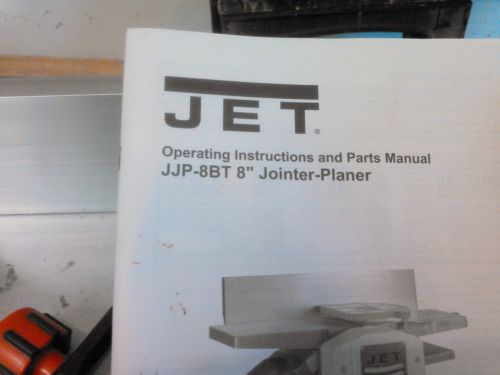 JET®
Operating Instructions and Parts Manual
JJP-8BT 8" Jointer-Planer
JET